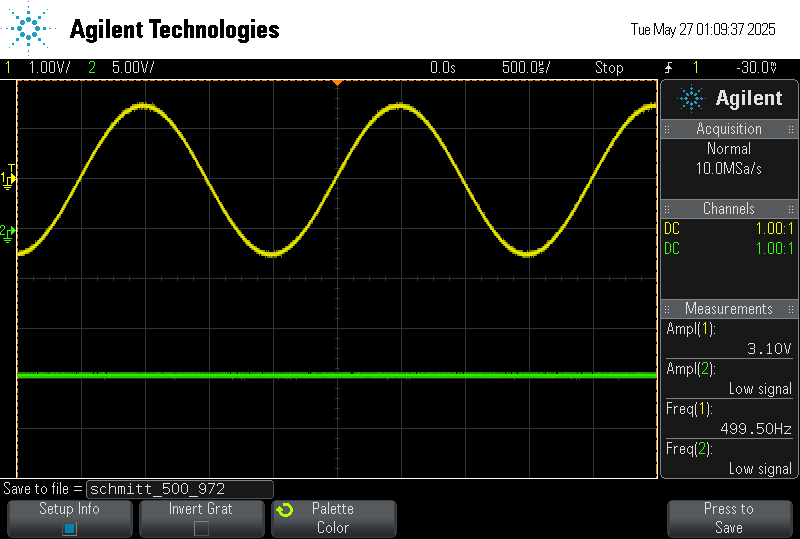 Agilent Technologies
Tue May 27 01:09:37 2025
1 1.00V/ 2 5.00V/ 0.0s 500.0µs/ Stop 1 -30.0mV
Agilent
Acquisition
Normal
10.0MSa/s
Channels
DC 1.00:1
DC 1.00:1
Measurements
Ampl(1):
3.10V
Ampl(2):
Low signal
Freq(1):
499.50Hz
Freq(2):
Low signal
T
1
2
Save to file = schmitt_500_972
Setup Info
Invert Grat
Palette
Color
Press to
Save